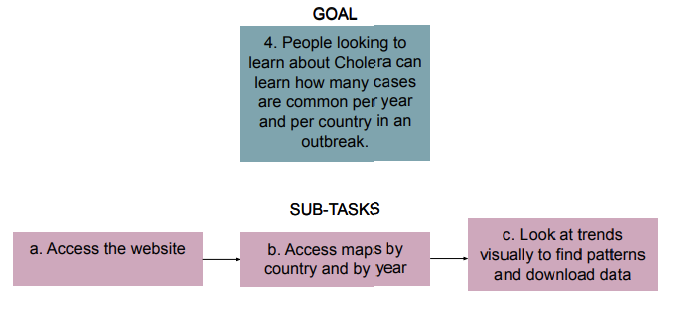 GOAL
4. People looking to
learn about Cholera can
learn how many cases
are common per year
and per country in an
outbreak.
SUB-TASKS
a. Access the website
b. Access maps by
country and by year
c. Look at trends
visually to find patterns
and download data